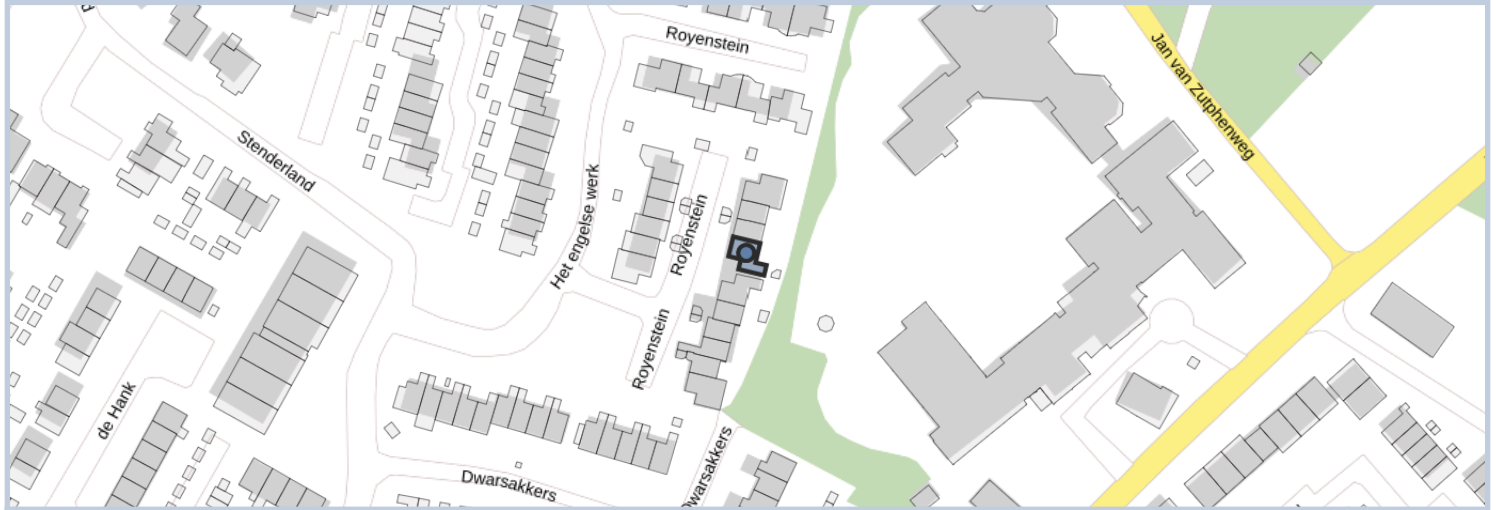 Royenstein
Jan van Zutphenweg
Stenderland
Het engelse werk
Royenstein
Royenstein
de Hank
Dwarsakkers
Dwarsakkers